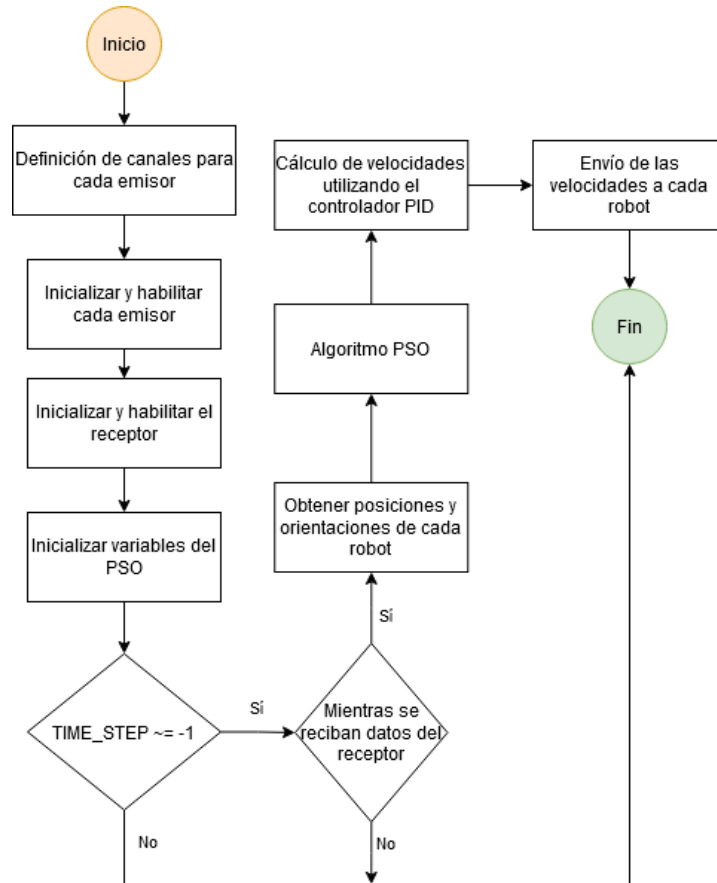 Inicio
Definición de canales para
cada emisor
Inicializar y habilitar
cada emisor
Inicializar y habilitar el
receptor
Inicializar variables del
PSO
TIME_STEP ~= -1
Sí
No
Mientras se
reciban datos del
receptor
Sí
No
Obtener posiciones y
orientaciones de cada
robot
Algoritmo PSO
Cálculo de velocidades
utilizando el
controlador PID
Envío de las
velocidades a cada
robot
Fin